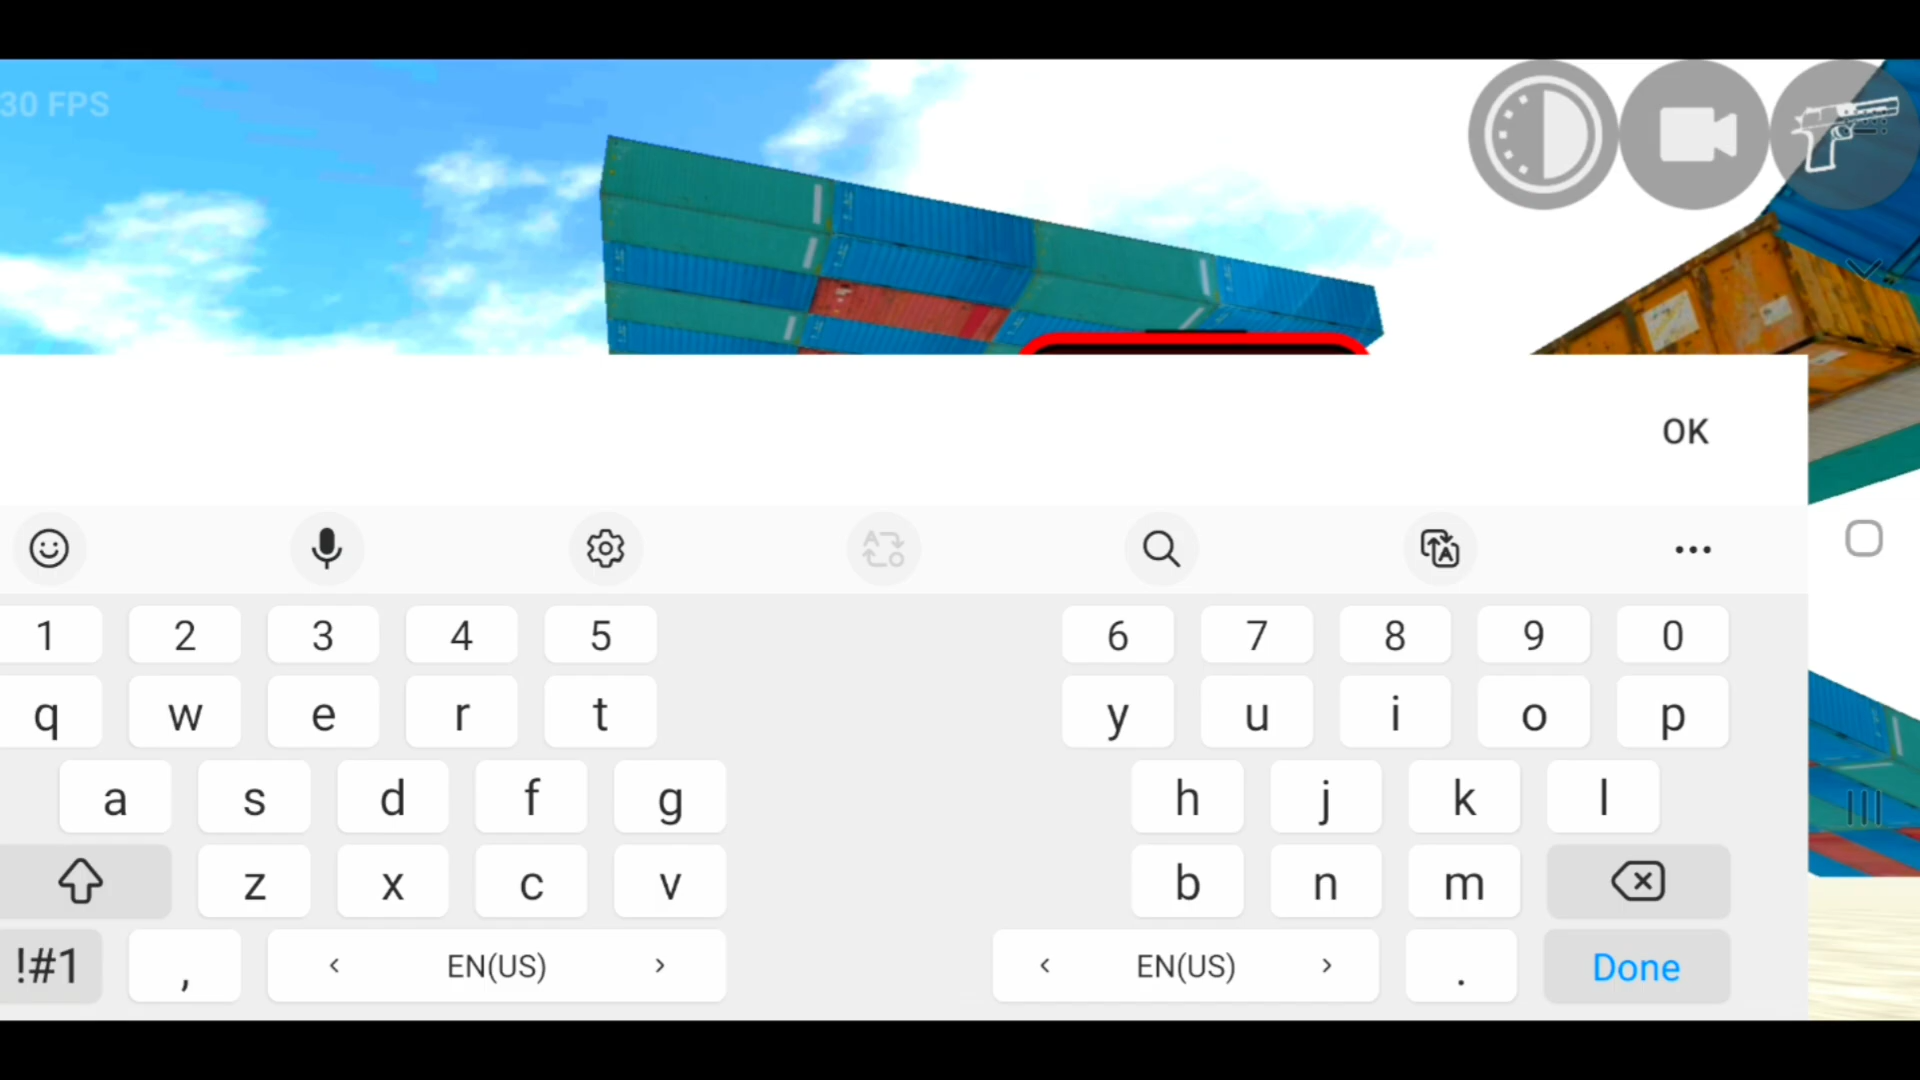 30 FPS
OK
1 2 3 4 5 6 7 8 9 0
q w e r t y u i o p
a s d f g h j k l
z x c v b n m
!#1 , < EN(US) > < EN(US) > . Done